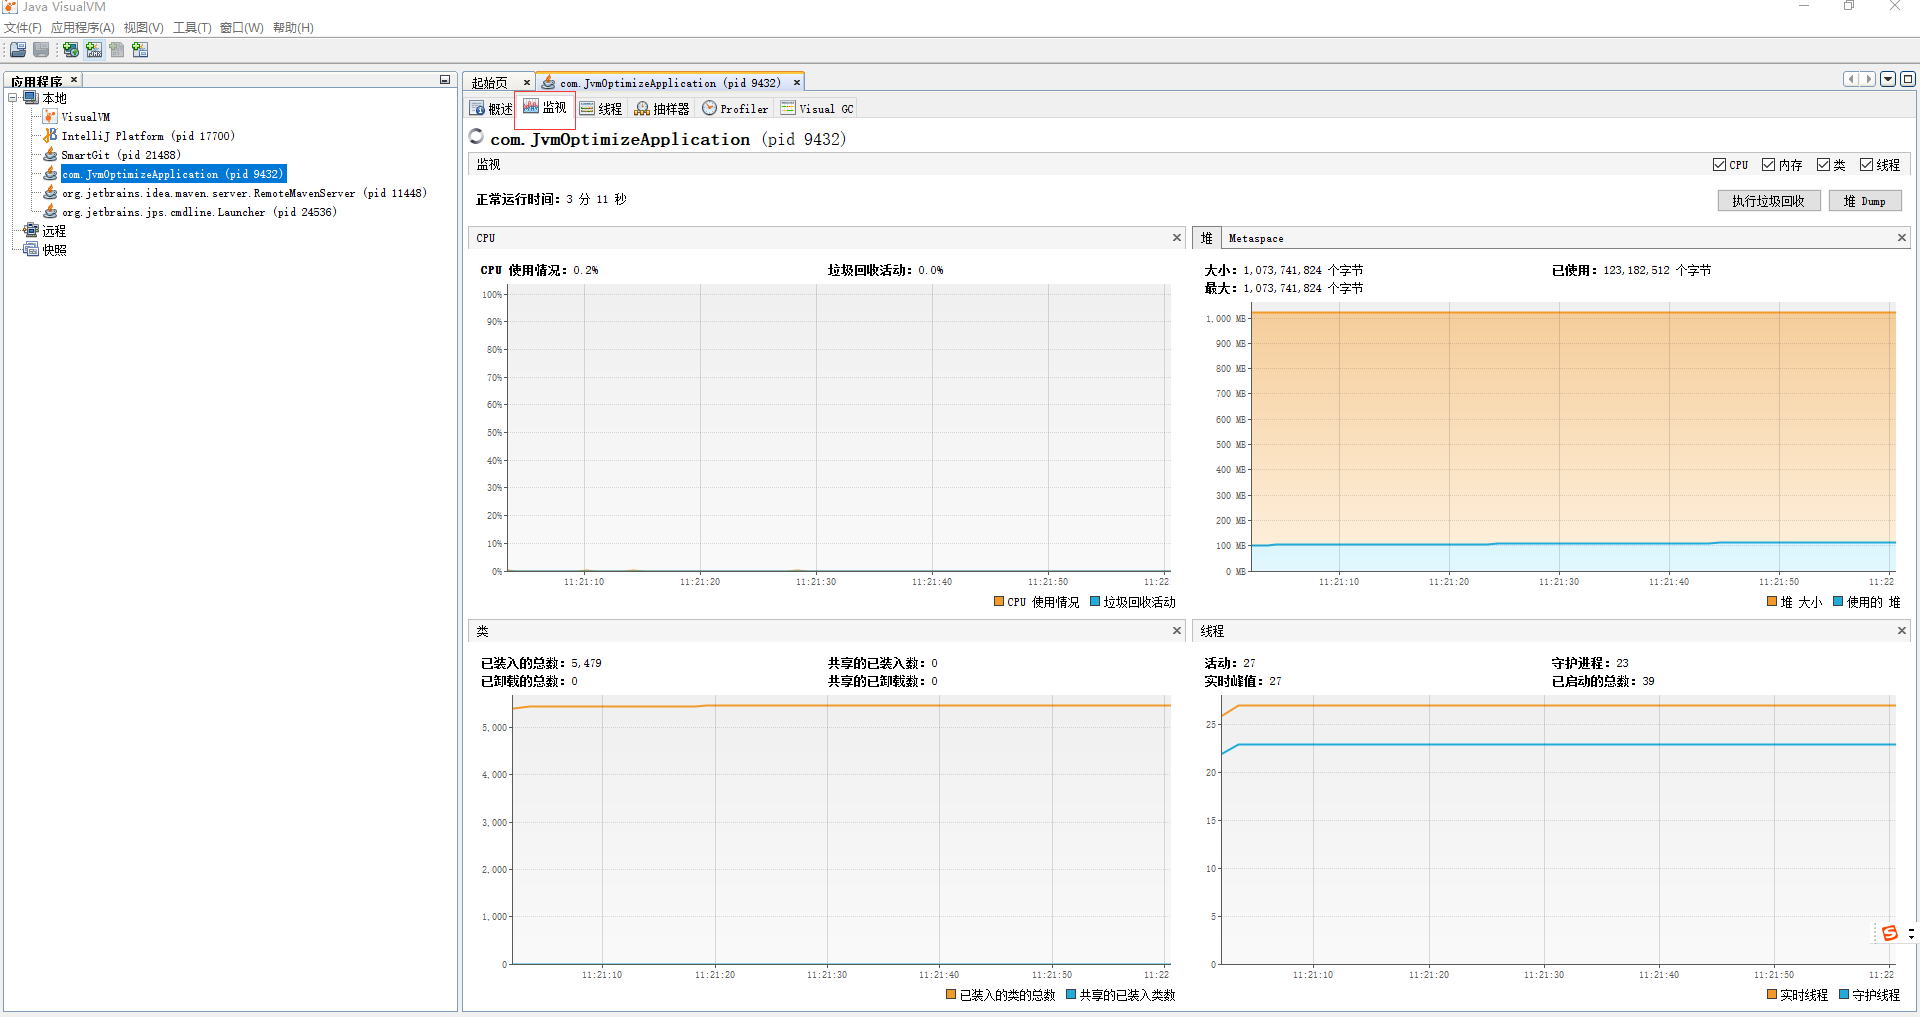 Java VisualVM
文件(F) 应用程序(A) 视图(V) 工具(T) 窗口(W) 帮助(H)
应用程序
本地
VisualVM
IntelliJ Platform (pid 17700)
SmartGit (pid 21488)
com.JvmOptimizeApplication (pid 9432)
org.jetbrains.idea.maven.server.RemoteMavenServer (pid 11448)
org.jetbrains.jps.cmdline.Launcher (pid 24536)
远程
快照
起始页 com.JvmOptimizeApplication (pid 9432)
概述 监视 线程 抽样器 Profiler Visual GC
com.JvmOptimizeApplication (pid 9432)
监视 CPU 内存 类 线程
正常运行时间: 3 分 11 秒
执行垃圾回收 堆 Dump
CPU
CPU 使用情况: 0.2% 垃圾回收活动: 0.0%
100%
90%
80%
70%
60%
50%
40%
30%
20%
10%
0%
11:21:10 11:21:20 11:21:30 11:21:40 11:21:50 11:22
CPU 使用情况 垃圾回收活动
堆 Metaspace
大小: 1,073,741,824 个字节 已使用: 123,182,512 个字节
最大: 1,073,741,824 个字节
1,000 MB
900 MB
800 MB
700 MB
600 MB
500 MB
400 MB
300 MB
200 MB
100 MB
0 MB
11:21:10 11:21:20 11:21:30 11:21:40 11:21:50 11:22
堆 大小 使用的 堆
类
已装入的总数: 5,479 共享的已装入数: 0
已卸载的总数: 0 共享的已卸载数: 0
5,000
4,000
3,000
2,000
1,000
0
11:21:10 11:21:20 11:21:30 11:21:40 11:21:50 11:22
已装入的类的总数 共享的已装入类数
线程
活动: 27 守护进程: 23
实时峰值: 27 已启动的总数: 39
25
20
15
10
5
0
11:21:10 11:21:20 11:21:30 11:21:40 11:21:50 11:22
实时线程 守护线程